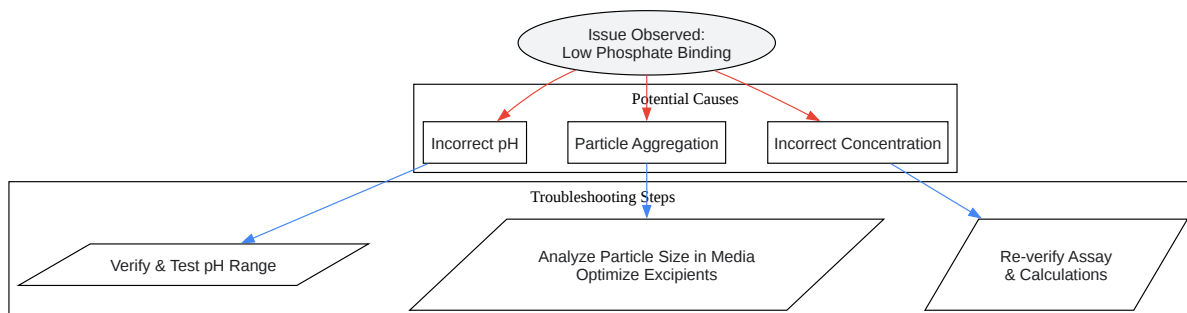 Issue Observed:
Low Phosphate Binding
Potential Causes
Incorrect pH
Particle Aggregation
Incorrect Concentration
Troubleshooting Steps
Verify & Test pH Range
Analyze Particle Size in Media
Optimize Excipients
Re-verify Assay
& Calculations